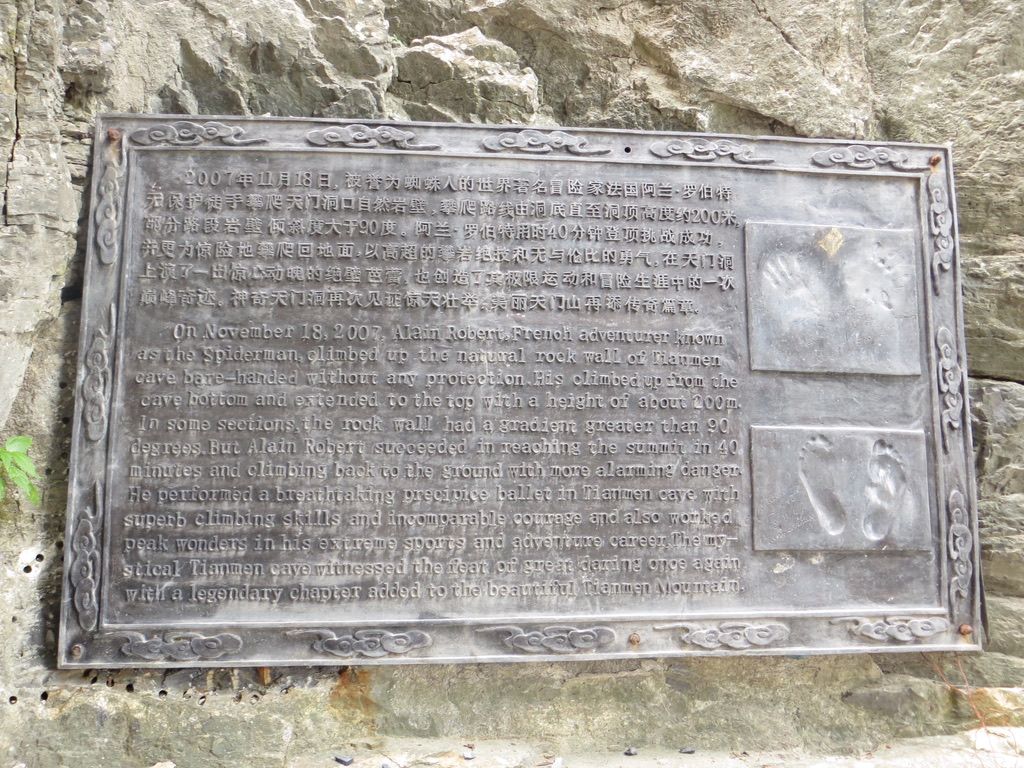 2007年11月18日，被誉为蜘蛛人的世界著名冒险家法国阿兰·罗伯特
无保护徒手攀爬天门洞口自然岩壁，攀爬路线由洞底直至洞顶高度约200米，
部分路段岩壁倾斜度大于90度。阿兰·罗伯特用时40分钟登顶挑战成功，
并更为惊险地攀爬回地面，以高超的攀岩绝技和无与伦比的勇气，在天门洞
上演了一出惊心动魄的绝壁芭蕾，也创造了其极限运动和冒险生涯中的一次
巅峰奇迹。神奇天门洞再次见证惊天壮举，美丽天门山再添传奇篇章。
On November 18, 2007, Alain Robert, French adventurer known
as the Spiderman, climbed up the natural rock wall of Tianmen
cave bare-handed without any protection. His climbed up from the
cave bottom and extended to the top with a height of about 200m.
In some sections, the rock wall had a gradient greater than 90
degrees. But Alain Robert succeeded in reaching the summit in 40
minutes and climbing back to the ground with more alarming danger.
He performed a breathtaking precipice ballet in Tianmen cave with
superb climbing skills and incomparable courage and also worked
peak wonders in his extreme sports and adventure career. The my-
stical Tianmen cave witnessed the feat of great daring once again
with a legendary chapter added to the beautiful Tianmen Mountain.